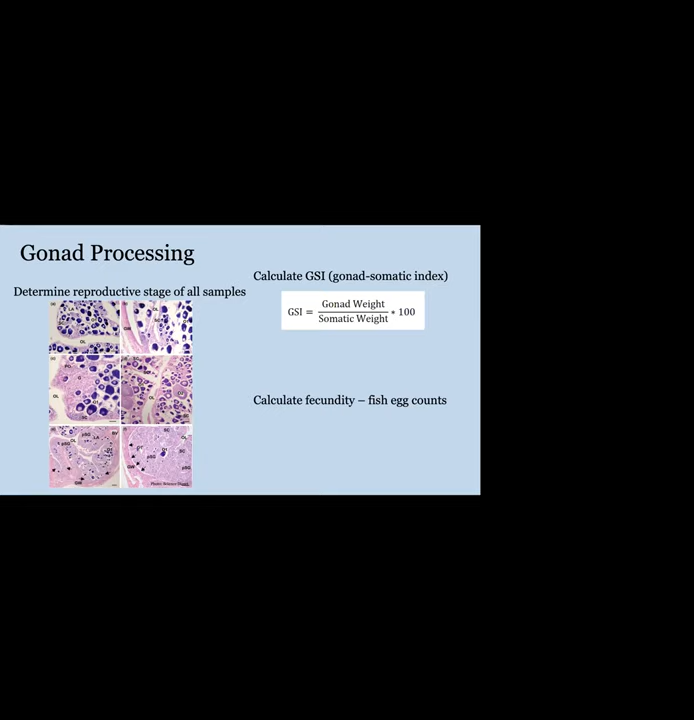 Gonad Processing
Determine reproductive stage of all samples
Calculate GSI (gonad-somatic index)
GSI = Gonad Weight / Somatic Weight * 100
Calculate fecundity – fish egg counts